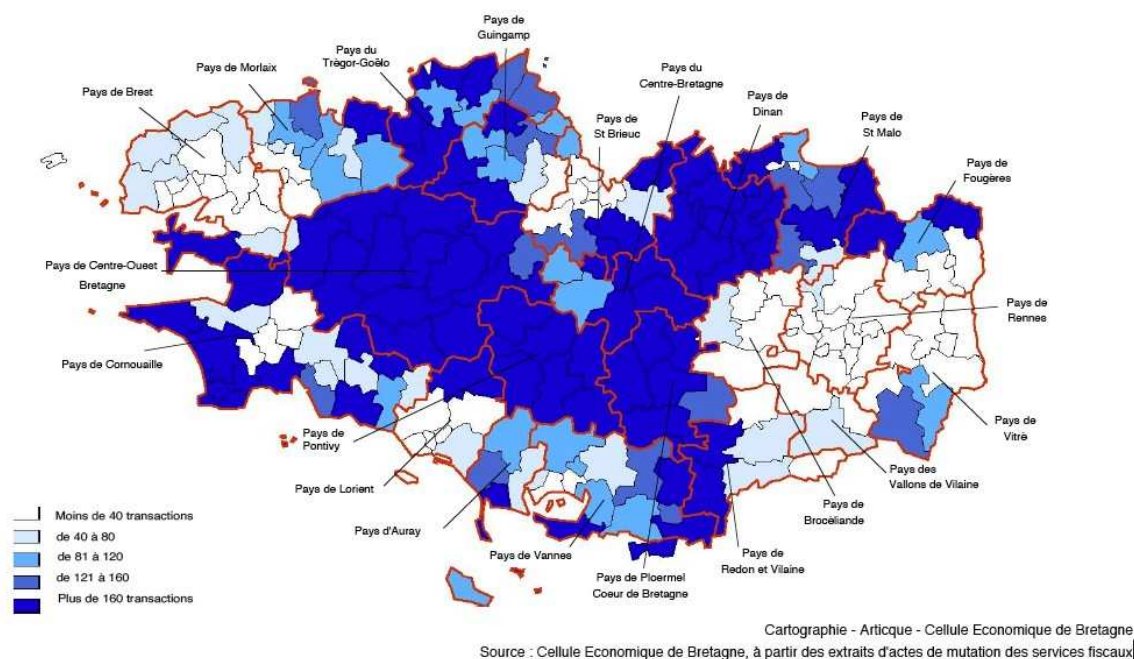 Pays de
Guingamp
Pays du
Trègor-Goëlo
Pays de Morlaix
Pays de Brest
Pays du
Centre-Bretagne
Pays de
Dinan
Pays de
St Brieuc
Pays de
St Malo
Pays de
Fougères
Pays de Centre-Ouest
Bretagne
Pays de
Rennes
Pays de Cornouaille
Pays de
Vitrè
Pays de
Pontivy
Pays des
Vallons de Vilaine
Pays de Lorient
Pays de
Brocèliande
Pays d'Auray
Pays de Vannes
Pays de
Redon et Vilaine
Pays de Ploermel
Coeur de Bretagne
Moins de 40 transactions
de 40 à 80
de 81 à 120
de 121 à 160
Plus de 160 transactions
Cartographie - Articque - Cellule Economique de Bretagne
Source : Cellule Economique de Bretagne, à partir des extraits d'actes de mutation des services fiscaux